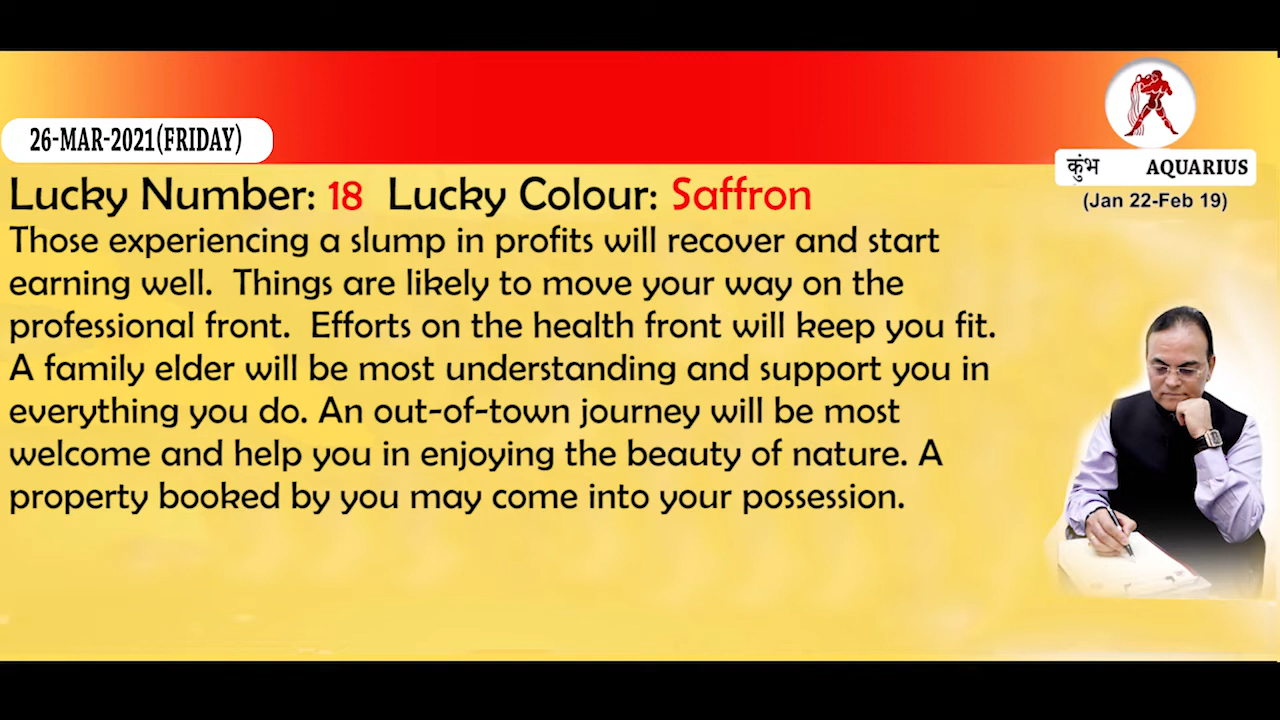 26-MAR-2021(FRIDAY)
कुंभ AQUARIUS
(Jan 22-Feb 19)
Lucky Number: 18 Lucky Colour: Saffron
Those experiencing a slump in profits will recover and start
earning well. Things are likely to move your way on the
professional front. Efforts on the health front will keep you fit.
A family elder will be most understanding and support you in
everything you do. An out-of-town journey will be most
welcome and help you in enjoying the beauty of nature. A
property booked by you may come into your possession.